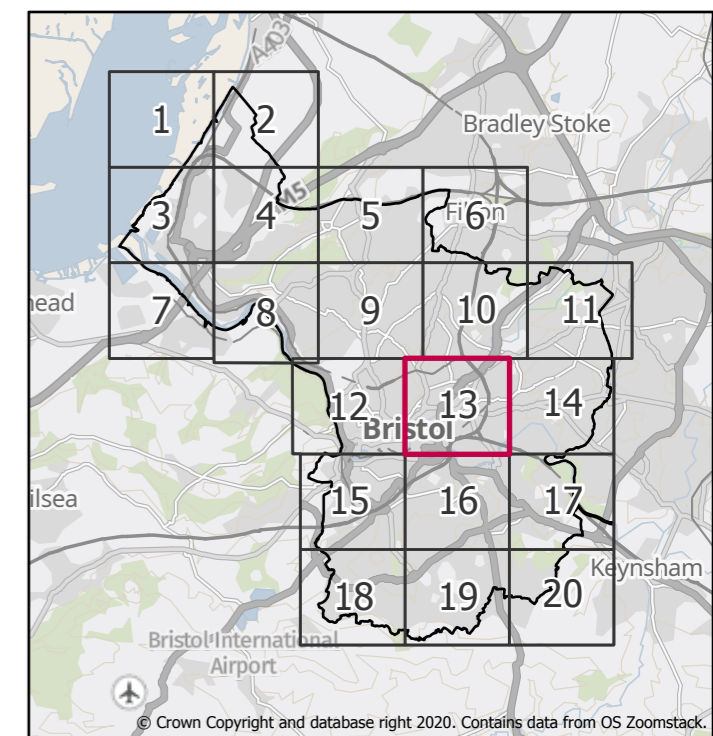 A403
1
2
Bradley Stoke
M5
3
4
5
Filton
6
head
7
8
9
10
11
12
13
14
Bristol
ilsea
15
16
17
Keynsham
18
19
20
Bristol International
Airport
© Crown Copyright and database right 2020. Contains data from OS Zoomstack.